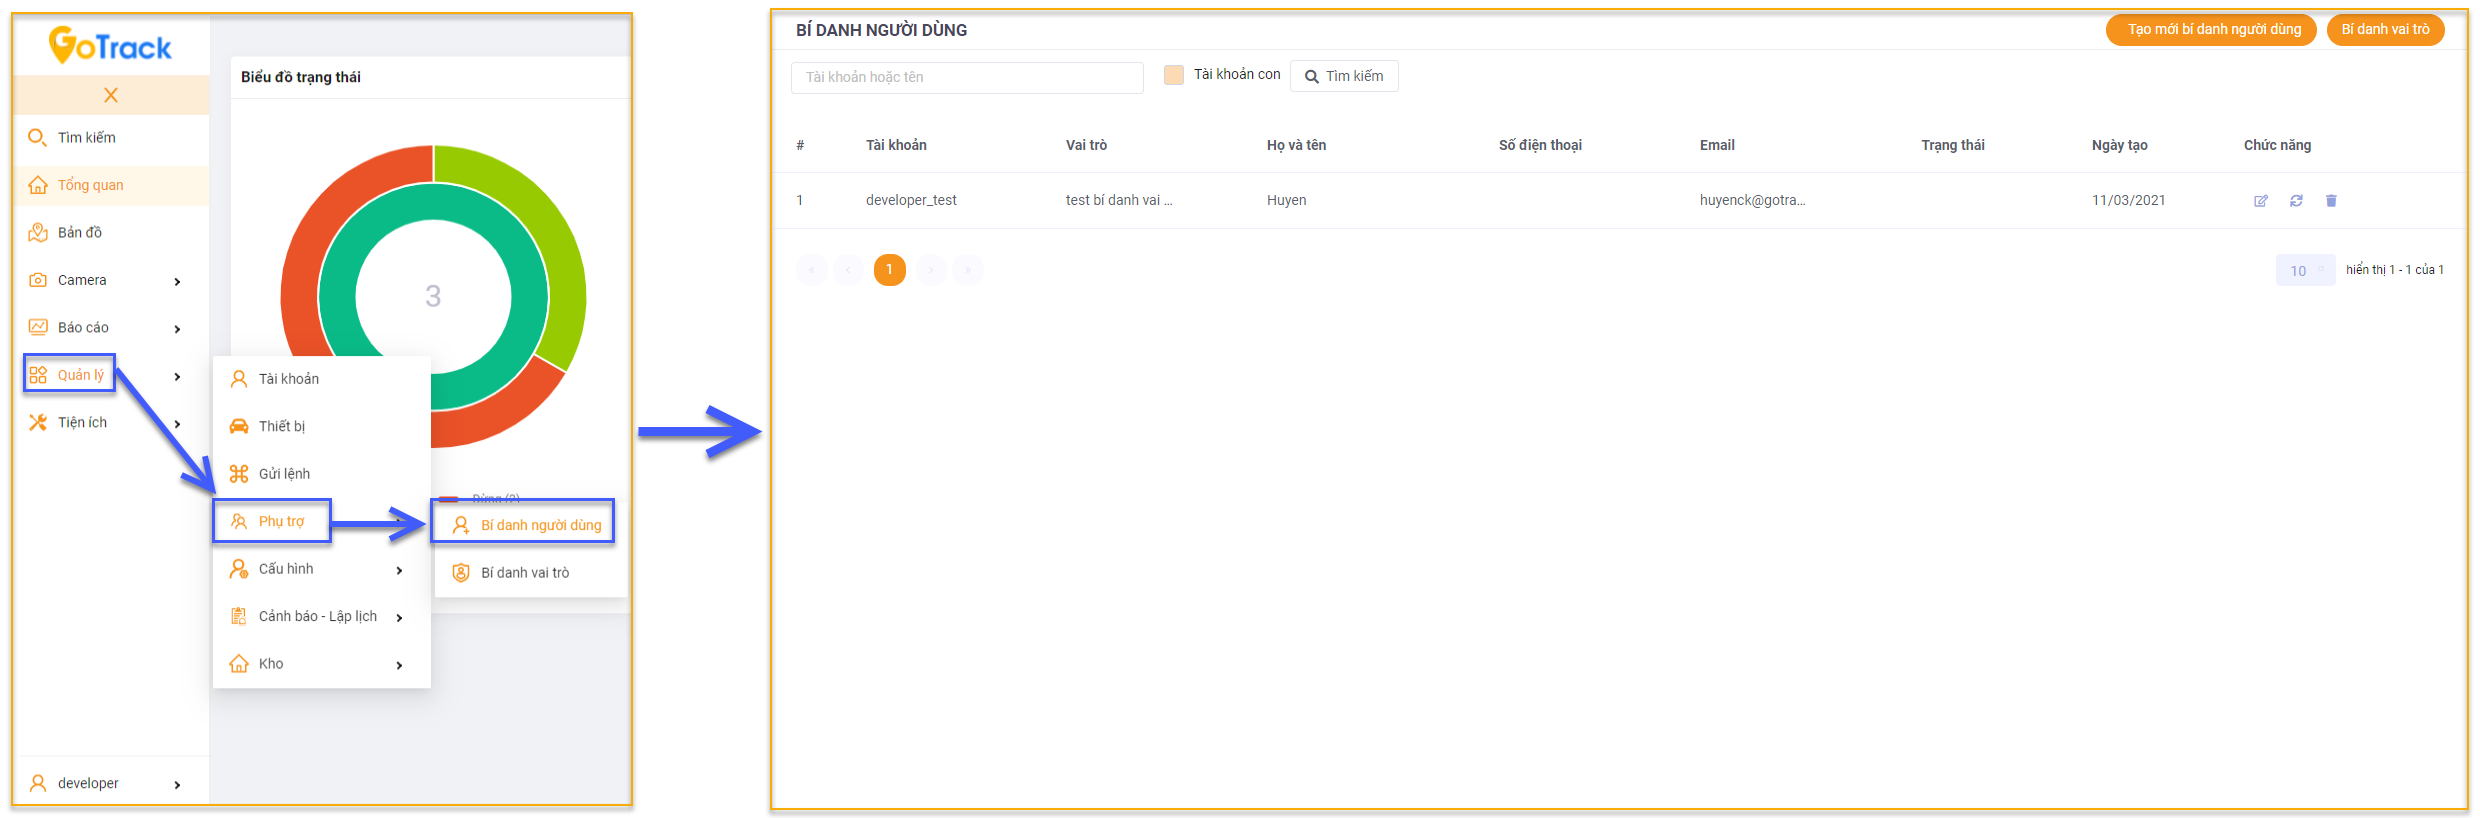 GoTrack
X
Tìm kiếm
Tổng quan
Bản đồ
Camera
Báo cáo
Quản lý
Tiện ích
developer
Biểu đồ trạng thái
3
Dừng (2)
Tài khoản
Thiết bị
Gửi lệnh
Phụ trợ
Cấu hình
Cảnh báo - Lập lịch
Kho
Bí danh người dùng
Bí danh vai trò
BÍ DANH NGƯỜI DÙNG
Tạo mới bí danh người dùng
Bí danh vai trò
Tài khoản hoặc tên
Tài khoản con
Tìm kiếm
# Tài khoản Vai trò Họ và tên Số điện thoại Email Trạng thái Ngày tạo Chức năng
1 developer_test test bí danh vai ... Huyen huyenck@gotra... 11/03/2021
« ‹ 1 › »
10 hiển thị 1 - 1 của 1